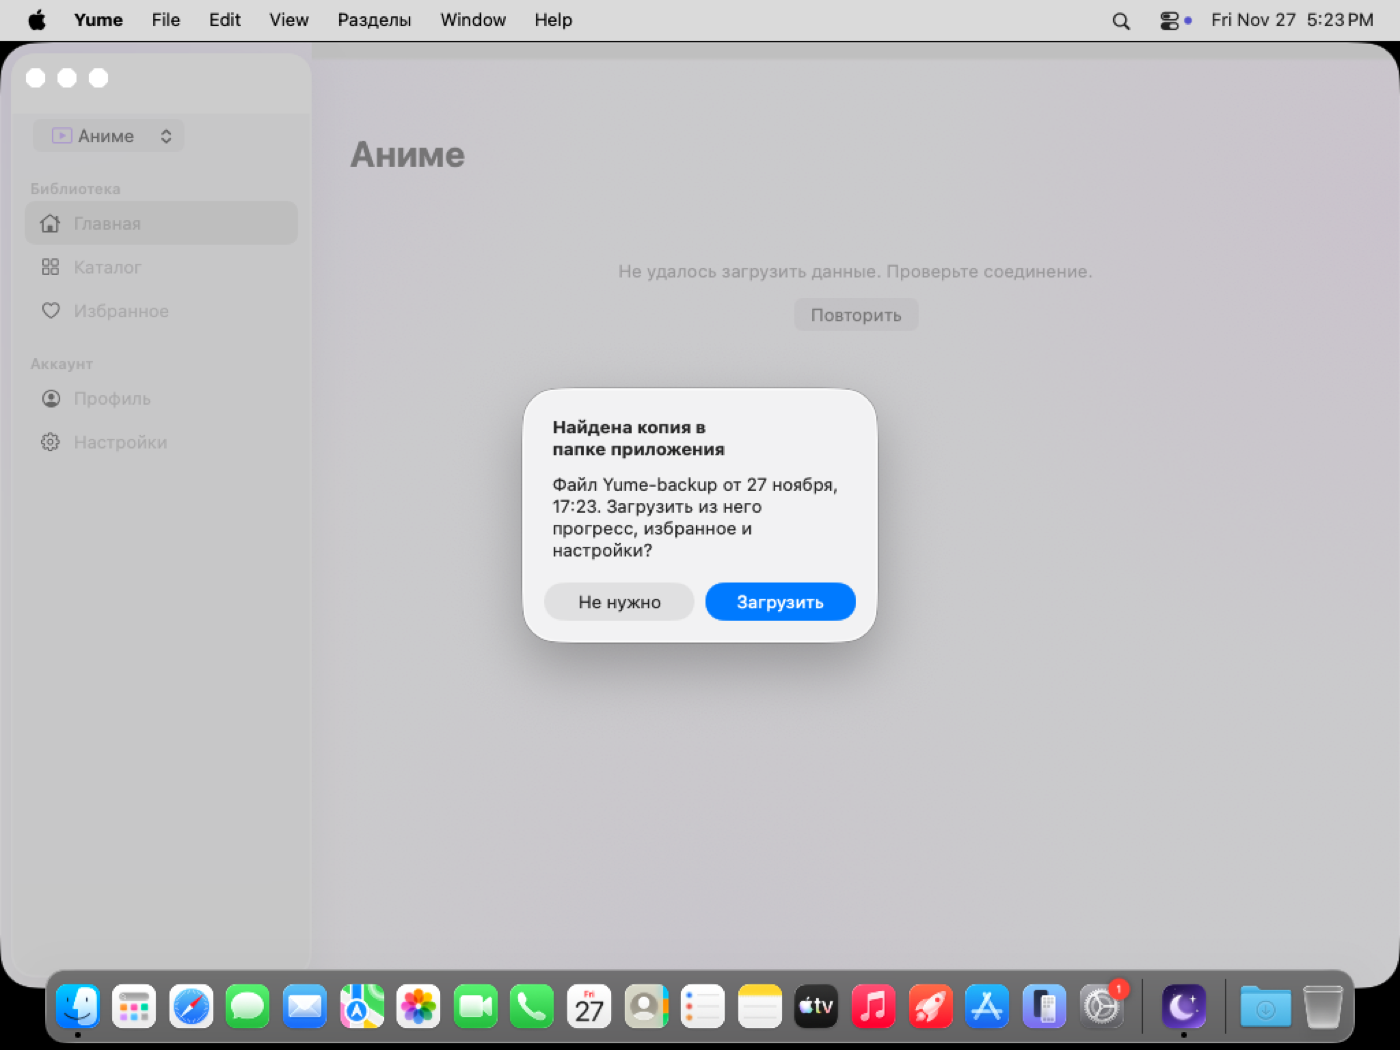 Yume File Edit View Разделы Window Help Fri Nov 27 5:23 PM
Аниме
Библиотека
Главная
Каталог
Избранное
Аккаунт
Профиль
Настройки
Аниме
Не удалось загрузить данные. Проверьте соединение.
Повторить
Найдена копия в
папке приложения
Файл Yume-backup от 27 ноября,
17:23. Загрузить из него
прогресс, избранное и
настройки?
Не нужно Загрузить
Fri
27
tv
1